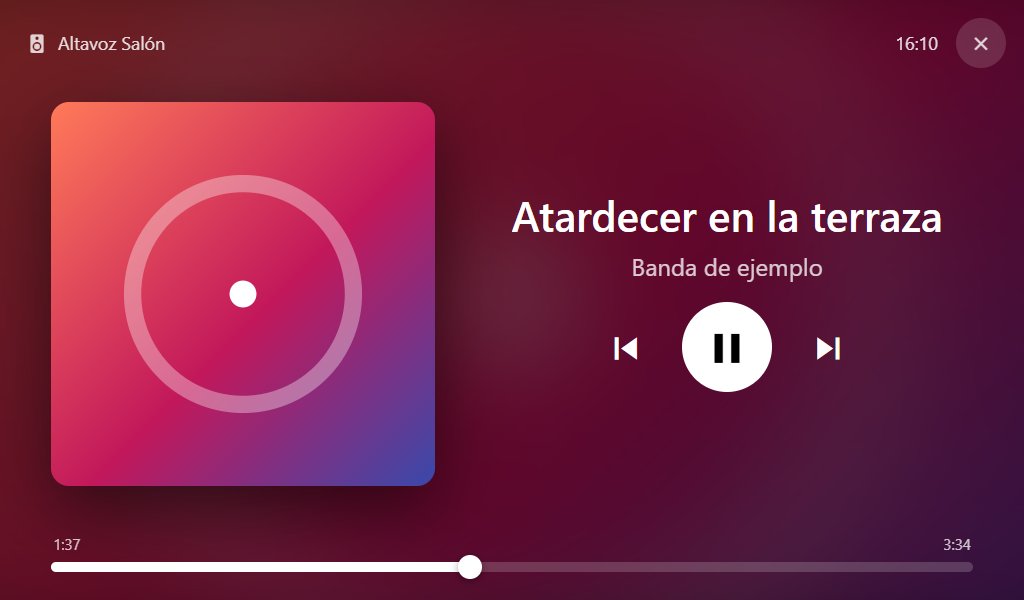 Altavoz Salón
16:10
Atardecer en la terraza
Banda de ejemplo
1:37
3:34